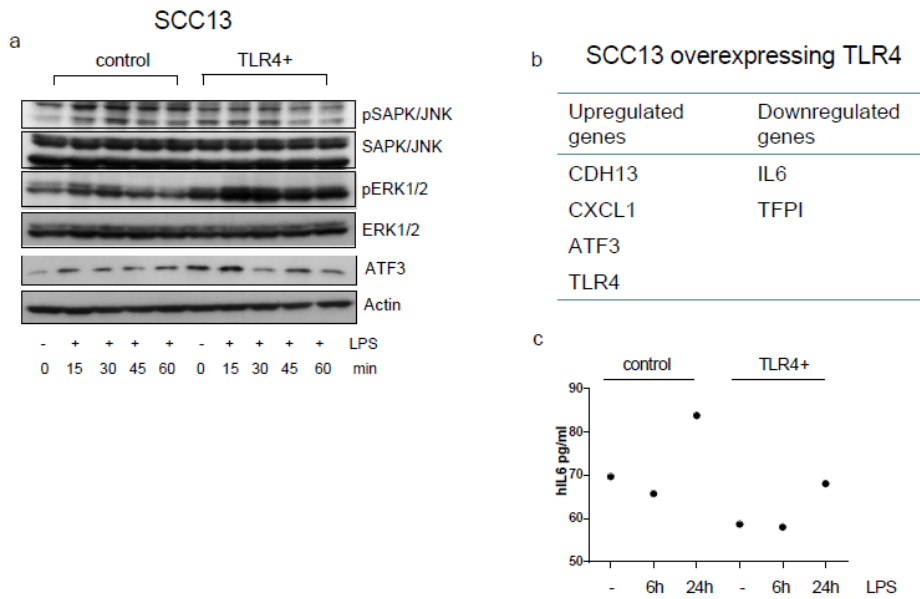 SCC13
a
control TLR4+
pSAPK/JNK
SAPK/JNK
pERK1/2
ERK1/2
ATF3
Actin
- + + + + - + + + + LPS
0 15 30 45 60 0 15 30 45 60 min
b SCC13 overexpressing TLR4
Upregulated genes Downregulated genes
CDH13 IL6
CXCL1 TFPI
ATF3
TLR4
c
control TLR4+
90
80
70
60
50
hIL6 pg/ml
- 6h 24h - 6h 24h LPS